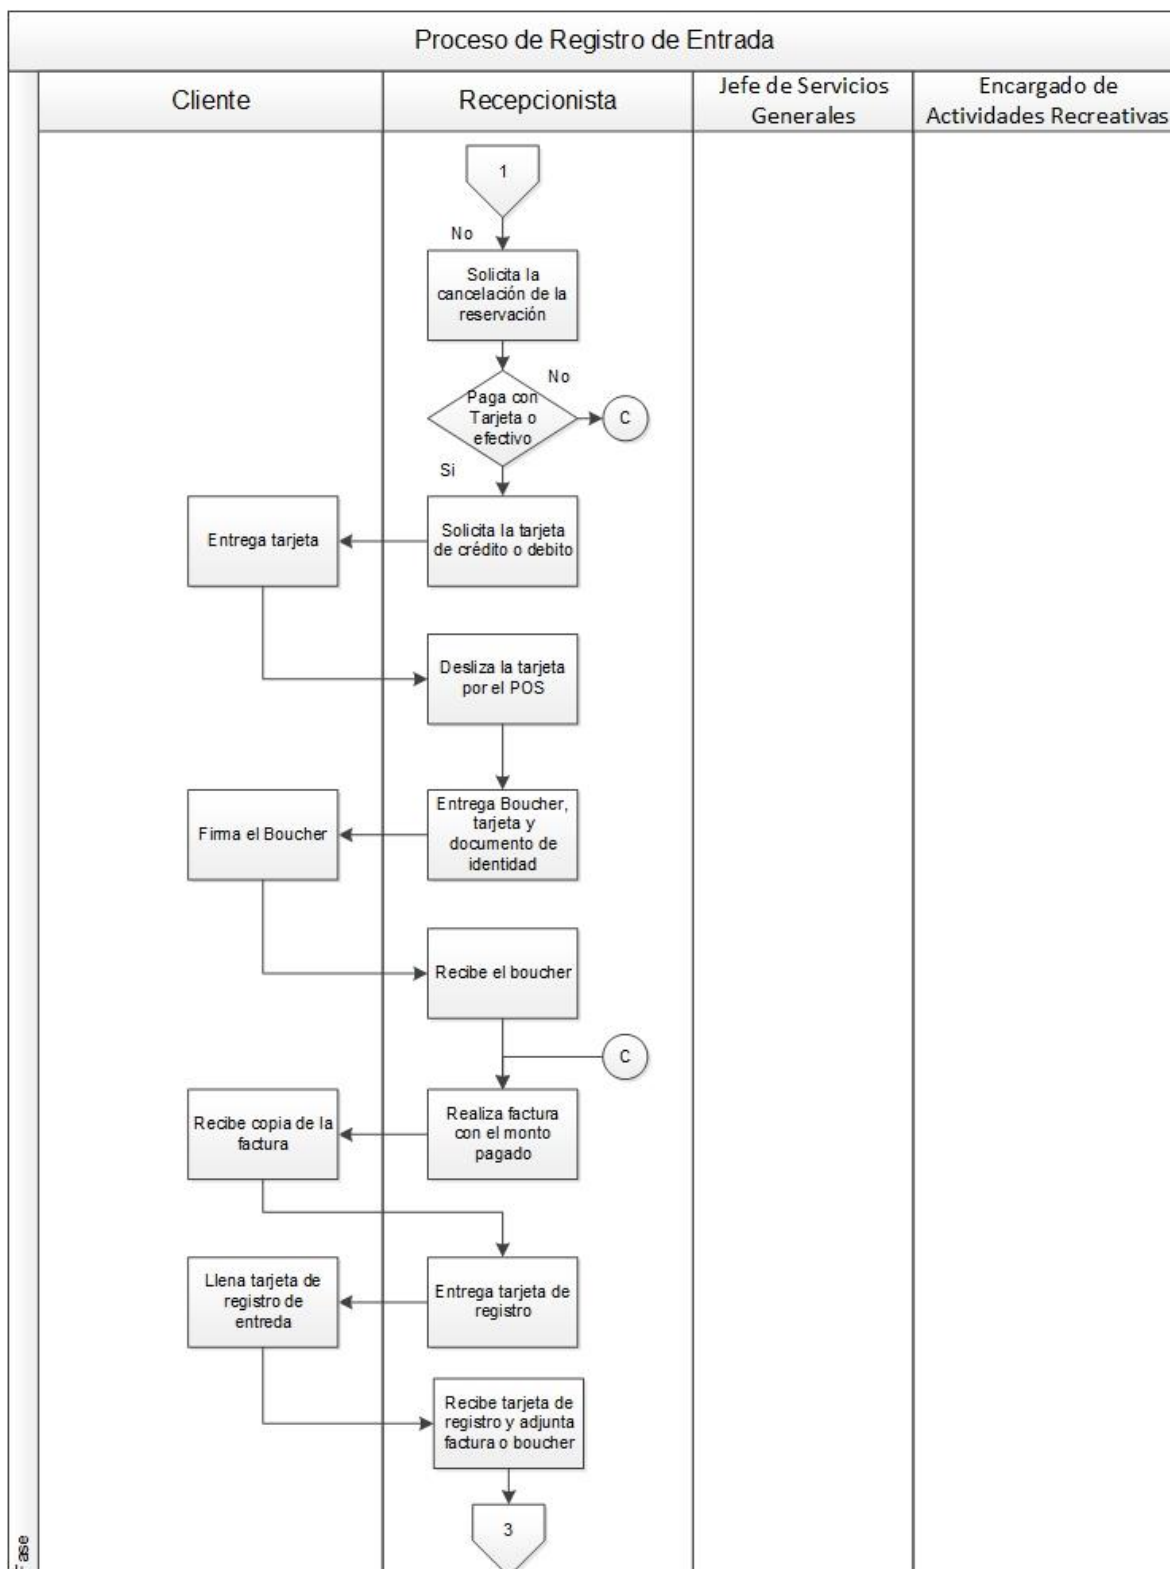 Proceso de Registro de Entrada
Cliente
Recepcionista
Jefe de Servicios
Generales
Encargado de
Actividades Recreativas
1
No
Solicita la
cancelación de la
reservación
No
Paga con
Tarjeta o
efectivo
C
Si
Entrega tarjeta
Solicita la tarjeta
de crédito o debito
Desliza la tarjeta
por el POS
Firma el Boucher
Entrega Boucher,
tarjeta y
documento de
identidad
Recibe el boucher
C
Recibe copia de la
factura
Realiza factura
con el monto
pagado
Llena tarjeta de
registro de
entreda
Entrega tarjeta de
registro
Recibe tarjeta de
registro y adjunta
factura o boucher
3
Fase